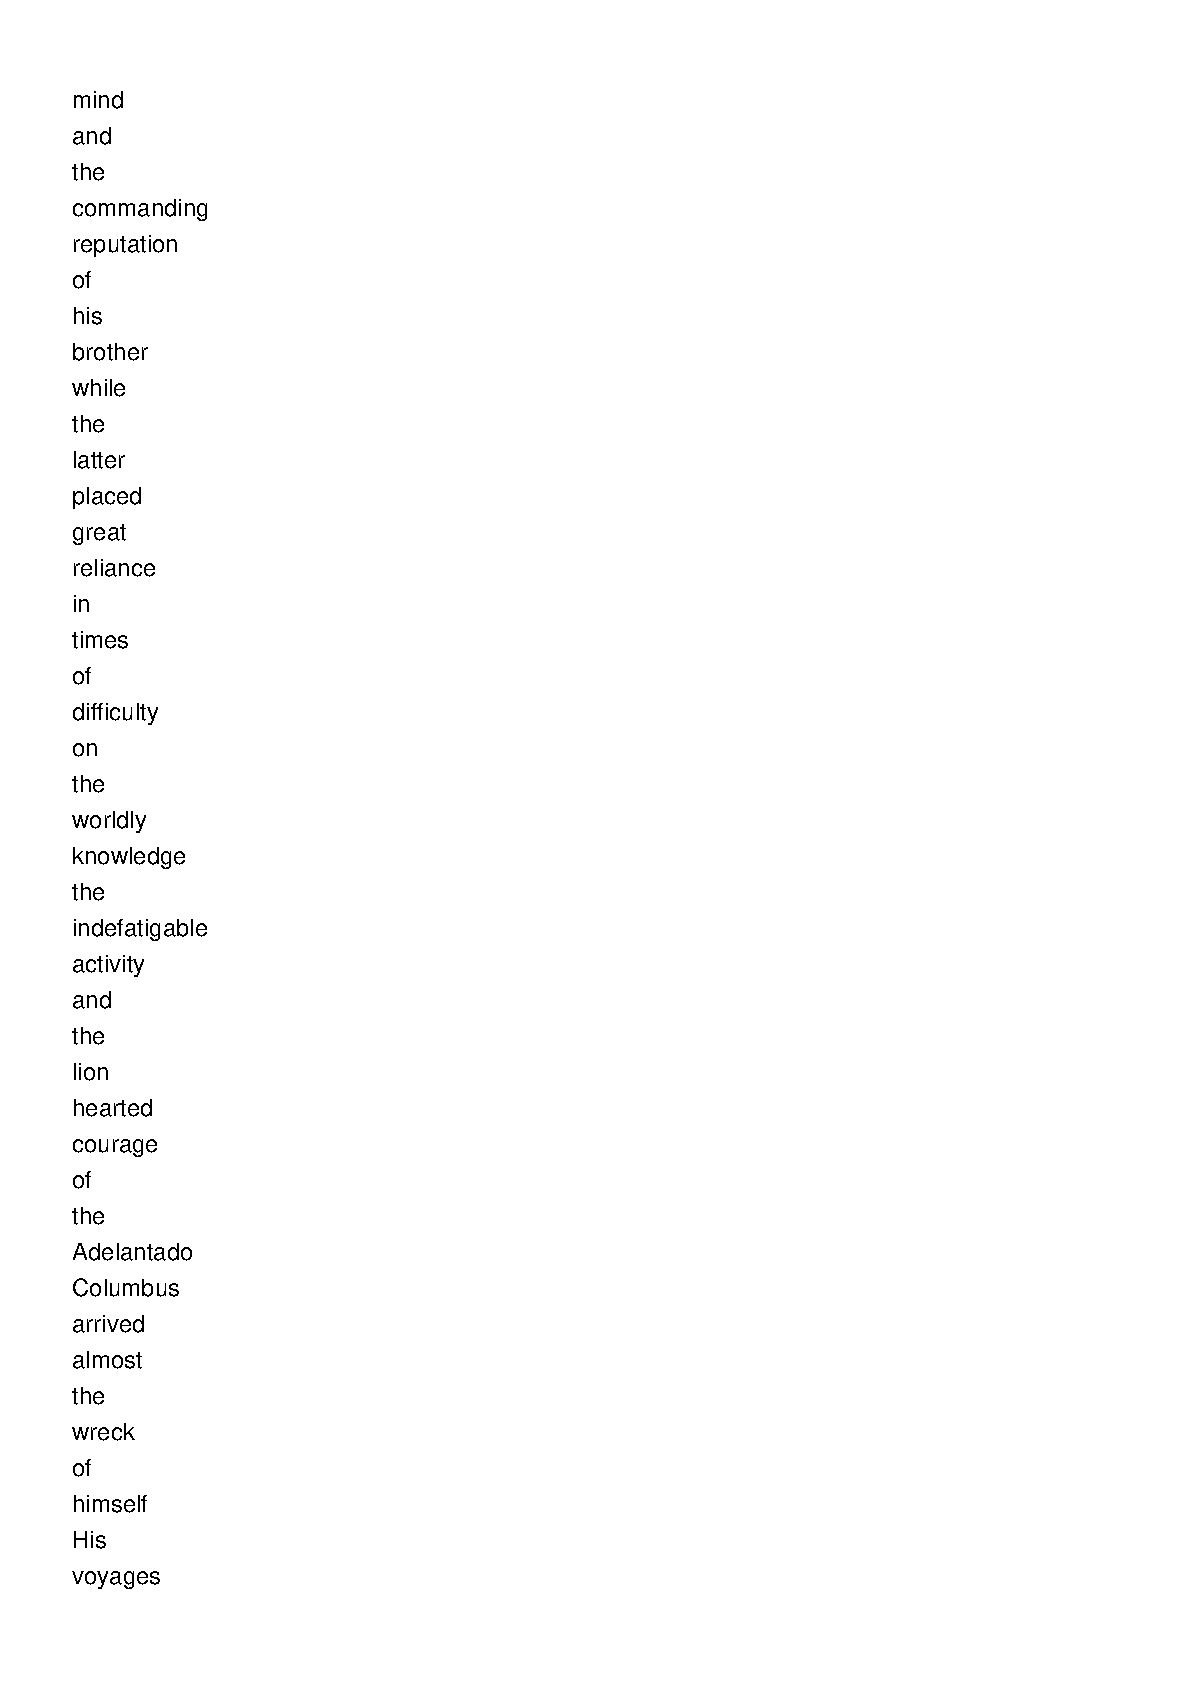 mind
and
the
commanding
reputation
of
his
brother
while
the
latter
placed
great
reliance
in
times
of
difficulty
on
the
worldly
knowledge
the
indefatigable
activity
and
the
lion
hearted
courage
of
the
Adelantado
Columbus
arrived
almost
the
wreck
of
himself
His
voyages